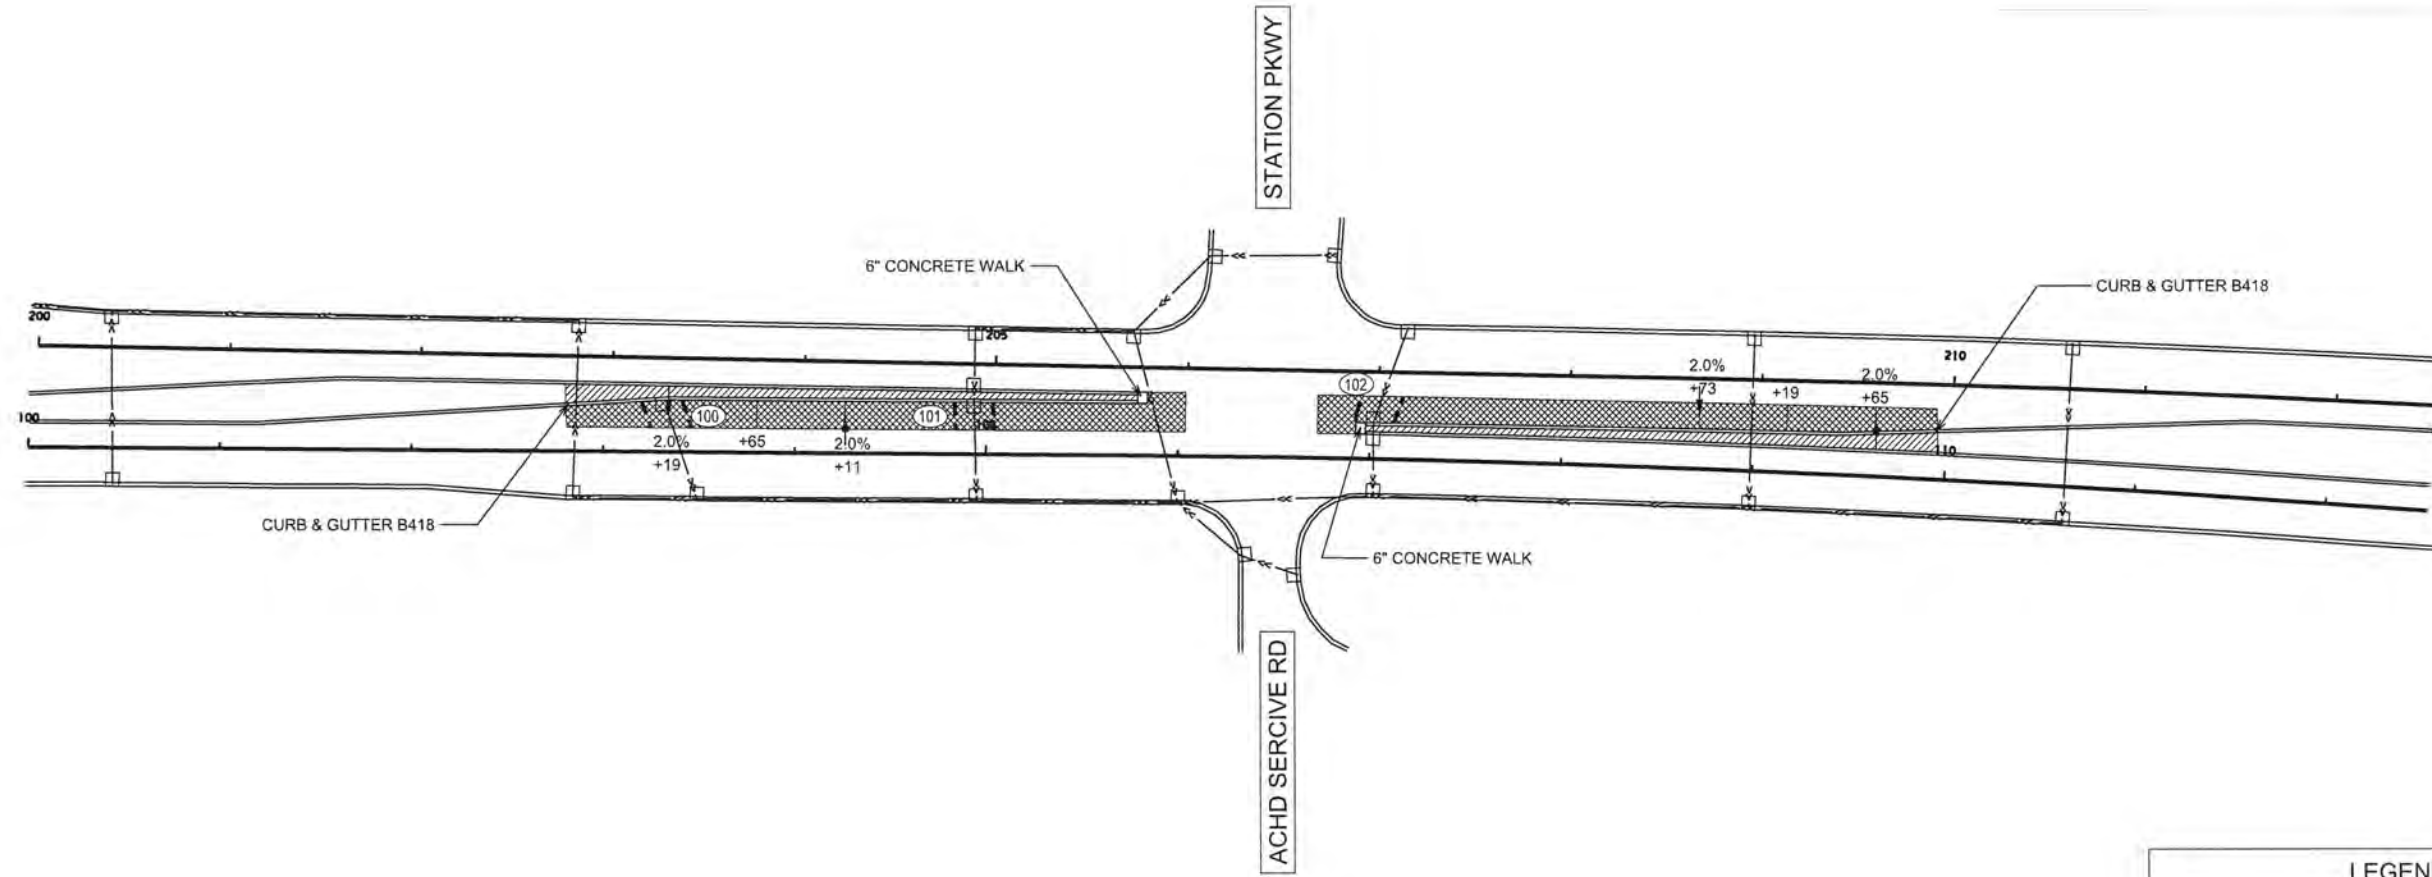 STATION PKWY
6" CONCRETE WALK
CURB & GUTTER B418
200
205
210
2.0%
+73
+19
2.0%
+65
102
100
100
101
105
2.0%
+19
+65
2.0%
+11
110
CURB & GUTTER B418
6" CONCRETE WALK
ACHD SERCIVE RD
LEGEN